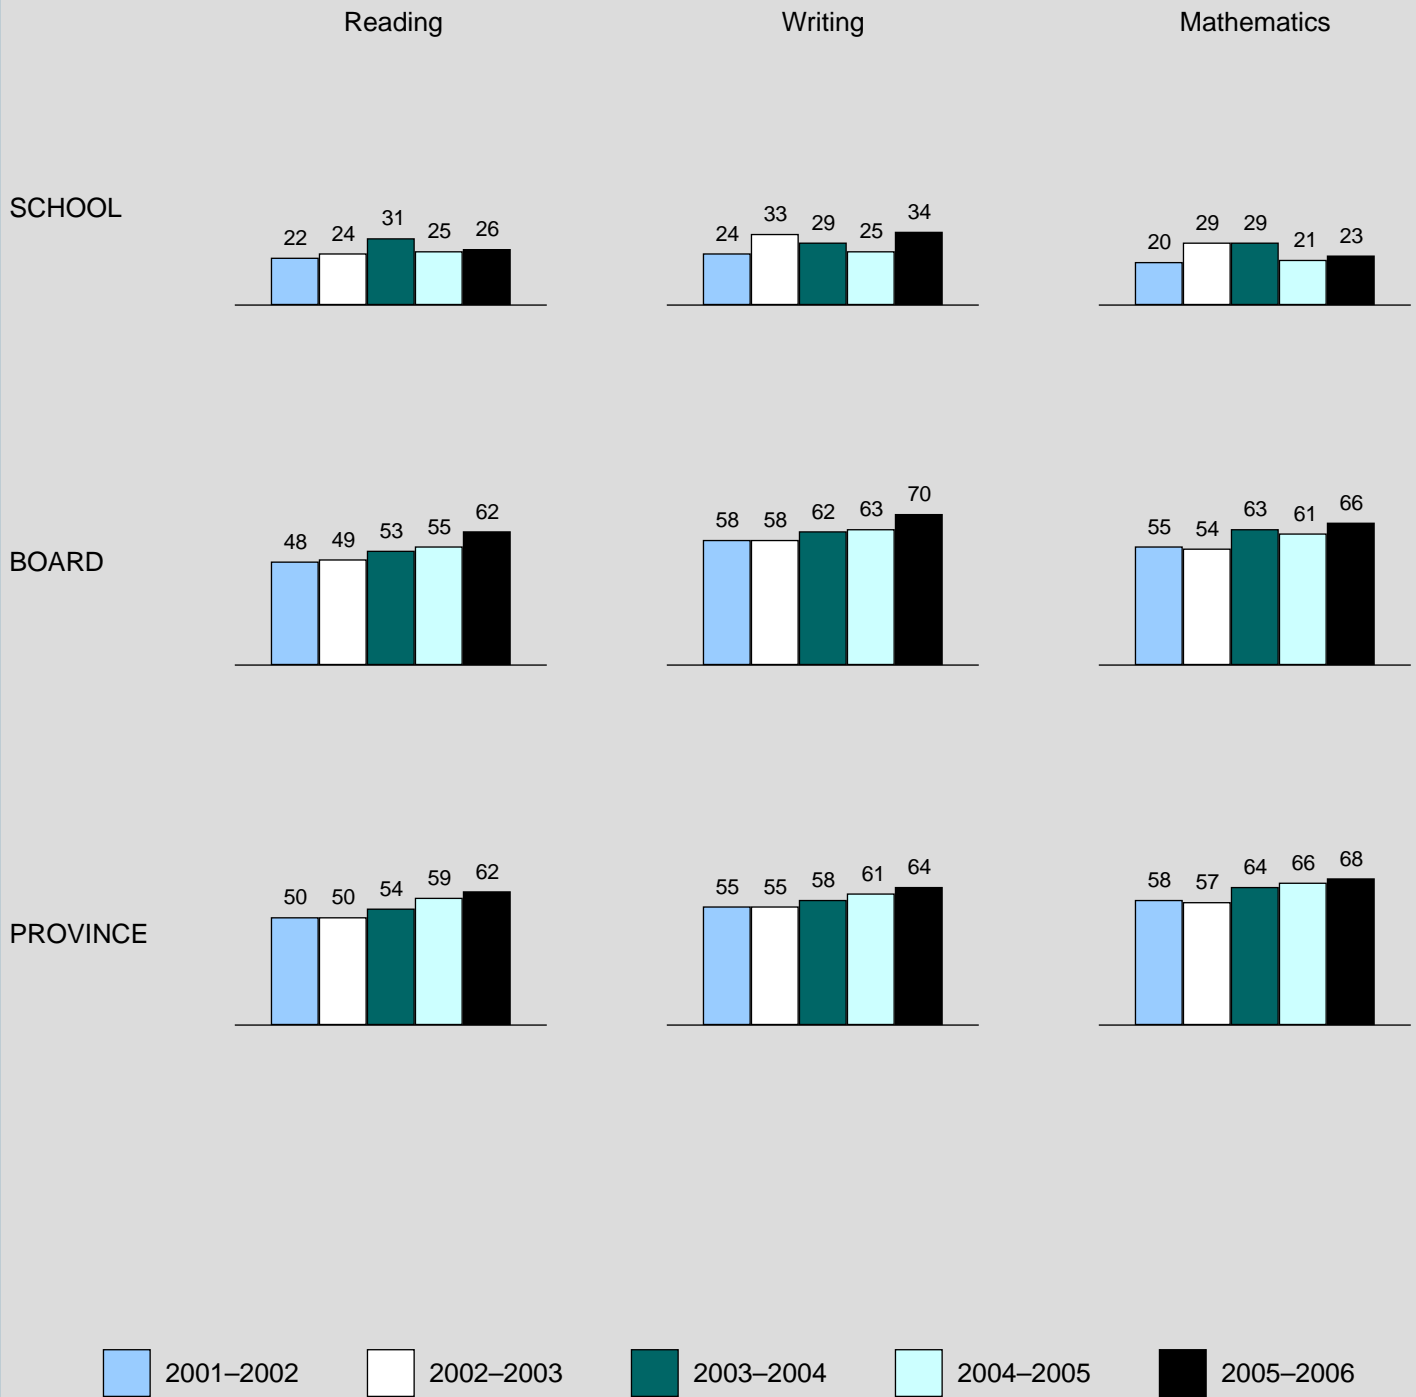 Reading Writing Mathematics
SCHOOL
22 24 31 25 26
24 33 29 25 34
20 29 29 21 23
BOARD
48 49 53 55 62
58 58 62 63 70
55 54 63 61 66
PROVINCE
50 50 54 59 62
55 55 58 61 64
58 57 64 66 68
2001–2002 2002–2003 2003–2004 2004–2005 2005–2006